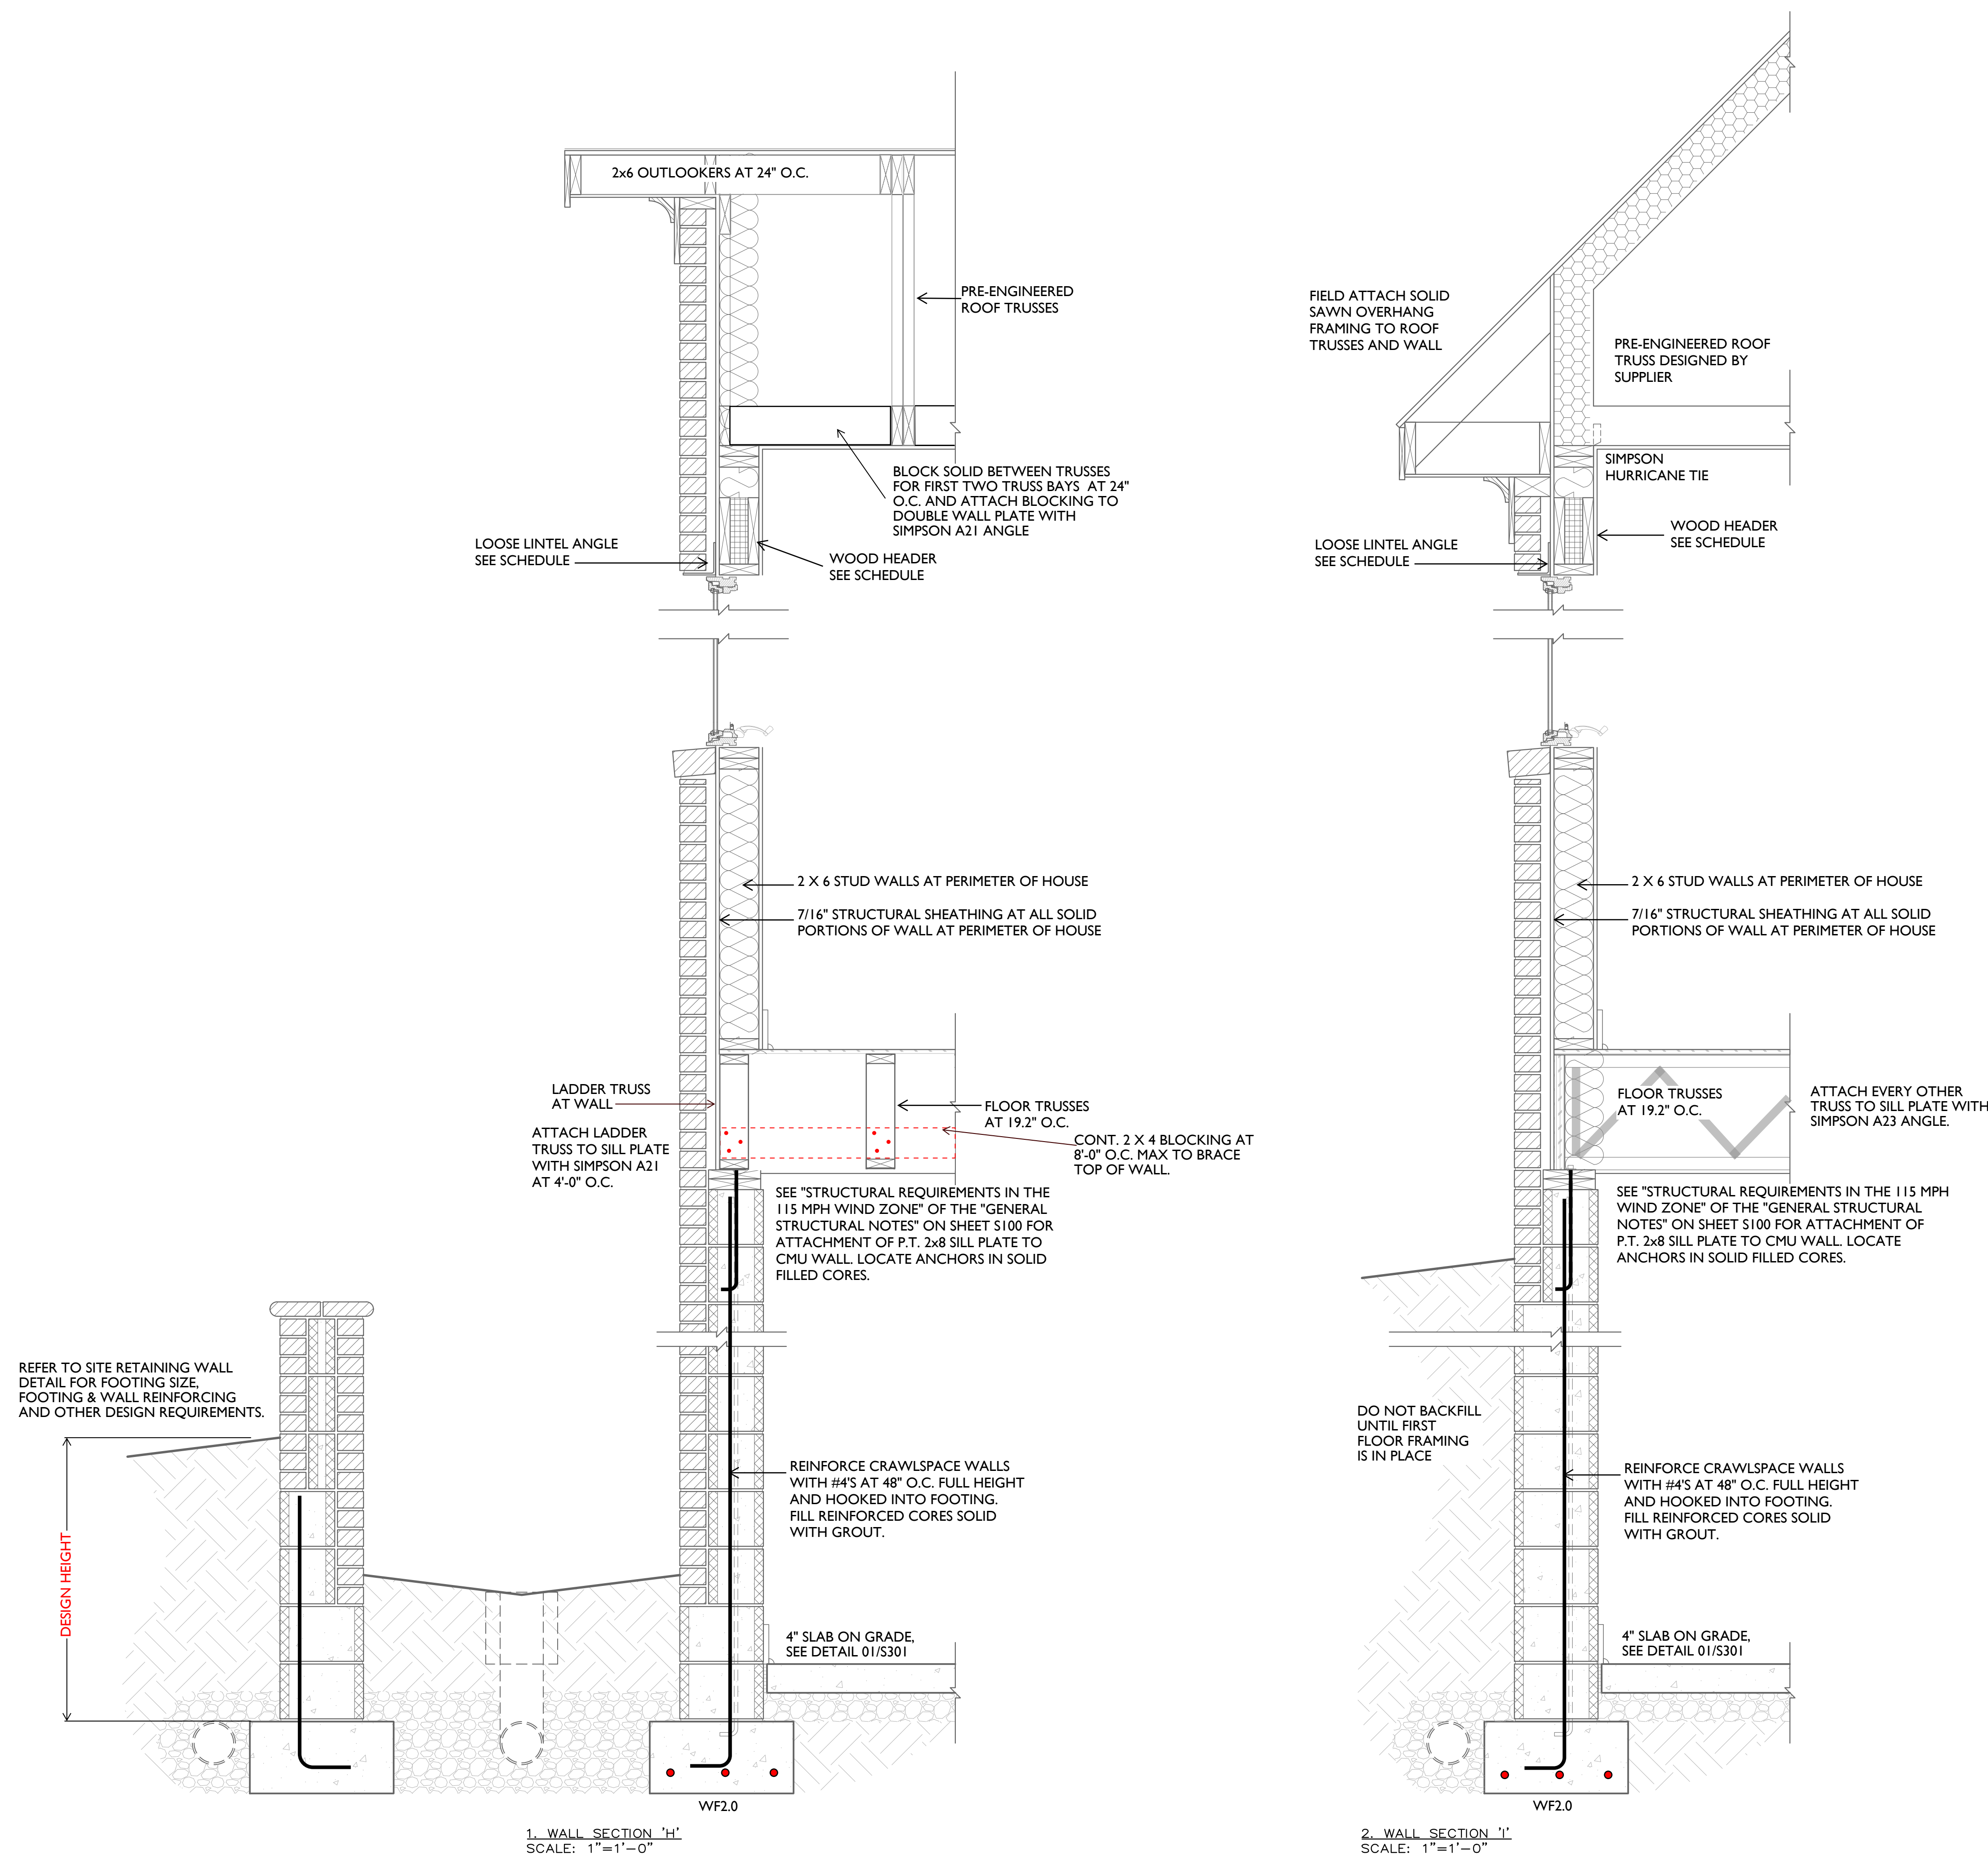 2x6 OUTLOOKERS AT 24" O.C.
PRE-ENGINEERED
ROOF TRUSSES
BLOCK SOLID BETWEEN TRUSSES
FOR FIRST TWO TRUSS BAYS AT 24"
O.C. AND ATTACH BLOCKING TO
DOUBLE WALL PLATE WITH
SIMPSON A21 ANGLE
LOOSE LINTEL ANGLE
SEE SCHEDULE
WOOD HEADER
SEE SCHEDULE
2 X 6 STUD WALLS AT PERIMETER OF HOUSE
7/16" STRUCTURAL SHEATHING AT ALL SOLID
PORTIONS OF WALL AT PERIMETER OF HOUSE
LADDER TRUSS
AT WALL
ATTACH LADDER
TRUSS TO SILL PLATE
WITH SIMPSON A21
AT 4'-0" O.C.
FLOOR TRUSSES
AT 19.2" O.C.
CONT. 2 X 4 BLOCKING AT
8'-0" O.C. MAX TO BRACE
TOP OF WALL.
SEE "STRUCTURAL REQUIREMENTS IN THE
115 MPH WIND ZONE" OF THE "GENERAL
STRUCTURAL NOTES" ON SHEET S100 FOR
ATTACHMENT OF P.T. 2x8 SILL PLATE TO
CMU WALL. LOCATE ANCHORS IN SOLID
FILLED CORES.
REFER TO SITE RETAINING WALL
DETAIL FOR FOOTING SIZE,
FOOTING & WALL REINFORCING
AND OTHER DESIGN REQUIREMENTS.
DESIGN HEIGHT
REINFORCE CRAWLSPACE WALLS
WITH #4'S AT 48" O.C. FULL HEIGHT
AND HOOKED INTO FOOTING.
FILL REINFORCED CORES SOLID
WITH GROUT.
4" SLAB ON GRADE,
SEE DETAIL 01/S301
WF2.0
1. WALL SECTION 'H'
SCALE: 1"=1'-0"
FIELD ATTACH SOLID
SAWN OVERHANG
FRAMING TO ROOF
TRUSSES AND WALL
PRE-ENGINEERED ROOF
TRUSS DESIGNED BY
SUPPLIER
SIMPSON
HURRICANE TIE
LOOSE LINTEL ANGLE
SEE SCHEDULE
WOOD HEADER
SEE SCHEDULE
2 X 6 STUD WALLS AT PERIMETER OF HOUSE
7/16" STRUCTURAL SHEATHING AT ALL SOLID
PORTIONS OF WALL AT PERIMETER OF HOUSE
FLOOR TRUSSES
AT 19.2" O.C.
ATTACH EVERY OTHER
TRUSS TO SILL PLATE WITH
SIMPSON A23 ANGLE.
SEE "STRUCTURAL REQUIREMENTS IN THE 115 MPH
WIND ZONE" OF THE "GENERAL STRUCTURAL
NOTES" ON SHEET S100 FOR ATTACHMENT OF
P.T. 2x8 SILL PLATE TO CMU WALL. LOCATE
ANCHORS IN SOLID FILLED CORES.
DO NOT BACKFILL
UNTIL FIRST
FLOOR FRAMING
IS IN PLACE
REINFORCE CRAWLSPACE WALLS
WITH #4'S AT 48" O.C. FULL HEIGHT
AND HOOKED INTO FOOTING.
FILL REINFORCED CORES SOLID
WITH GROUT.
4" SLAB ON GRADE,
SEE DETAIL 01/S301
WF2.0
2. WALL SECTION 'I'
SCALE: 1"=1'-0"